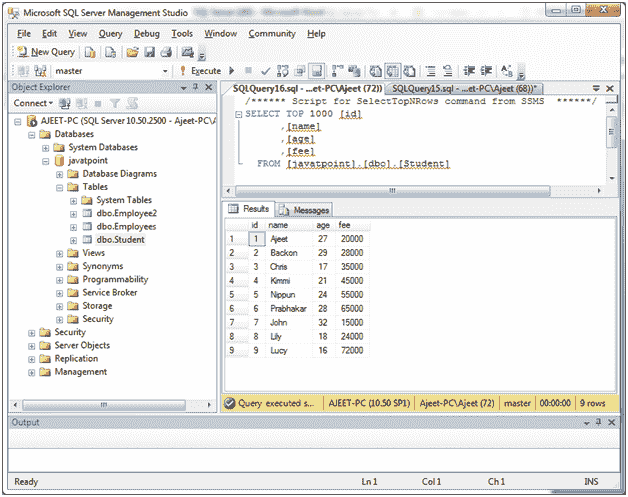 Microsoft SQL Server Management Studio
File Edit View Query Debug Tools Window Community Help
New Query
master Execute
Object Explorer
Connect
AJEET-PC (SQL Server 10.50.2500 - Ajeet-PC\A
Databases
System Databases
javatpoint
Database Diagrams
Tables
System Tables
dbo.Employee2
dbo.Employees
dbo.Student
Views
Synonyms
Programmability
Service Broker
Storage
Security
Security
Server Objects
Replication
Management
SQLQuery16.sql - ...et-PC\Ajeet (72)) SQLQuery15.sql - ...et-PC\Ajeet (68))*
/****** Script for SelectTopNRows command from SSMS ******/
SELECT TOP 1000 [id]
,[name]
,[age]
,[fee]
FROM [javatpoint].[dbo].[Student]
Results Messages
id name age fee
1 1 Ajeet 27 20000
2 2 Backon 29 28000
3 3 Chris 17 35000
4 4 Kimmi 21 45000
5 5 Nippun 24 55000
6 6 Prabhakar 28 65000
7 7 John 32 15000
8 8 Lily 18 24000
9 9 Lucy 16 72000
Query executed s... AJEET-PC (10.50 SP1) Ajeet-PC\Ajeet (72) master 00:00:00 9 rows
Output
Ready Ln 1 Col 1 Ch 1 INS